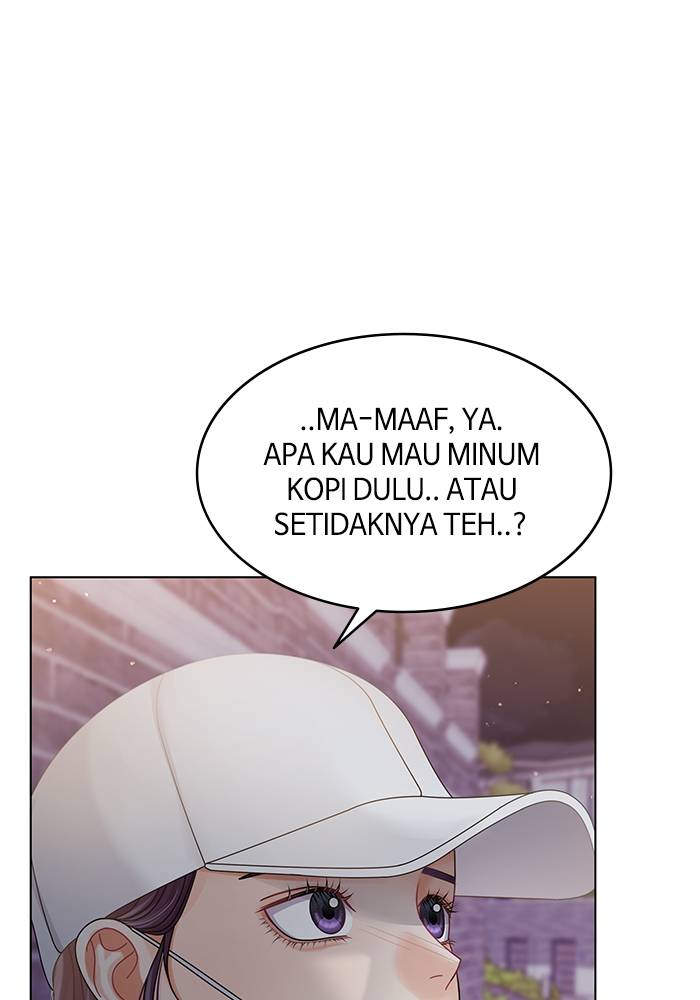 ..MA-MAAF, YA.
APA KAU MAU MINUM
KOPI DULU.. ATAU
SETIDAKNYA TEH..?